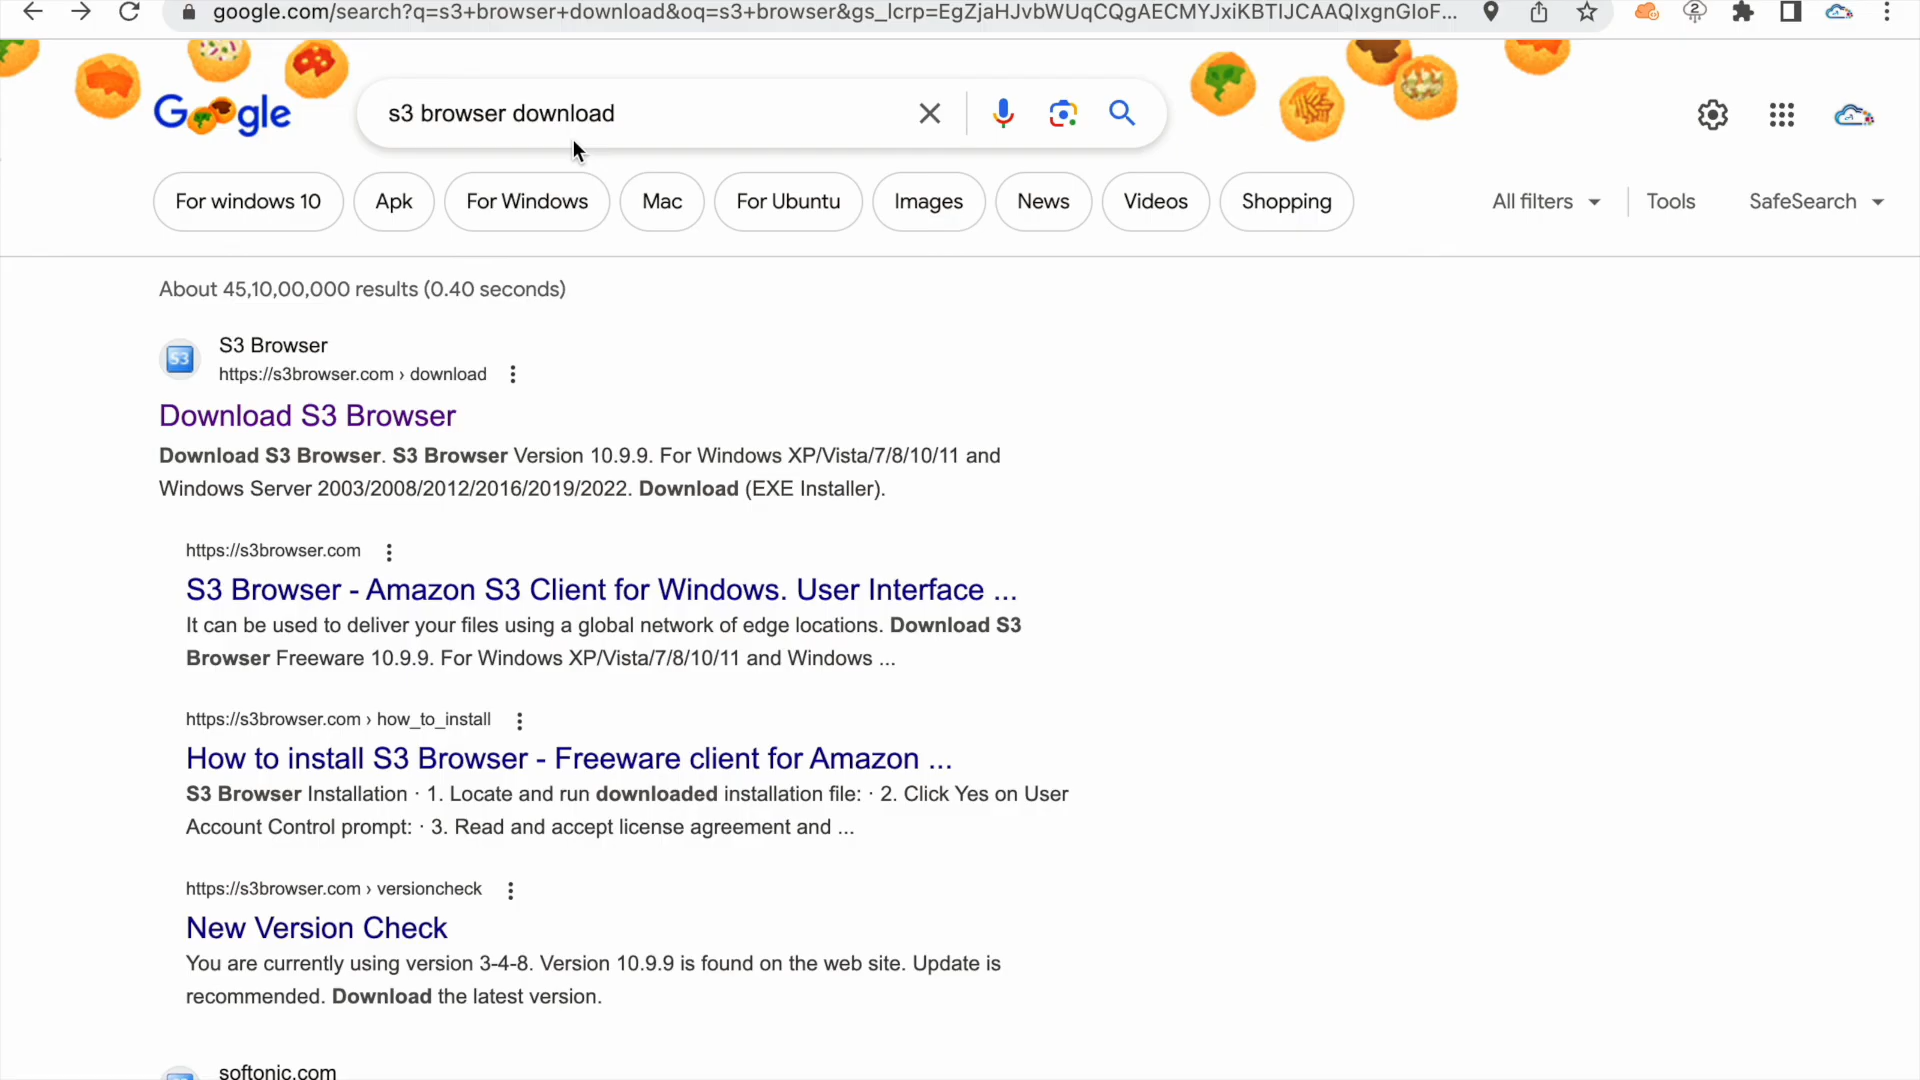 google.com/search?q=s3+browser+download&oq=s3+browser&gs_lcrp=EgZjaHJvbWUqCQgAECMYJxiKBTIJCAAQIxgnGIoF...
Google
s3 browser download
For windows 10
Apk
For Windows
Mac
For Ubuntu
Images
News
Videos
Shopping
All filters
Tools
SafeSearch
About 45,10,00,000 results (0.40 seconds)
S3
S3 Browser
https://s3browser.com › download
Download S3 Browser
Download S3 Browser. S3 Browser Version 10.9.9. For Windows XP/Vista/7/8/10/11 and
Windows Server 2003/2008/2012/2016/2019/2022. Download (EXE Installer).
https://s3browser.com
S3 Browser - Amazon S3 Client for Windows. User Interface ...
It can be used to deliver your files using a global network of edge locations. Download S3
Browser Freeware 10.9.9. For Windows XP/Vista/7/8/10/11 and Windows ...
https://s3browser.com › how_to_install
How to install S3 Browser - Freeware client for Amazon ...
S3 Browser Installation · 1. Locate and run downloaded installation file: · 2. Click Yes on User
Account Control prompt: · 3. Read and accept license agreement and ...
https://s3browser.com › versioncheck
New Version Check
You are currently using version 3-4-8. Version 10.9.9 is found on the web site. Update is
recommended. Download the latest version.
softonic.com